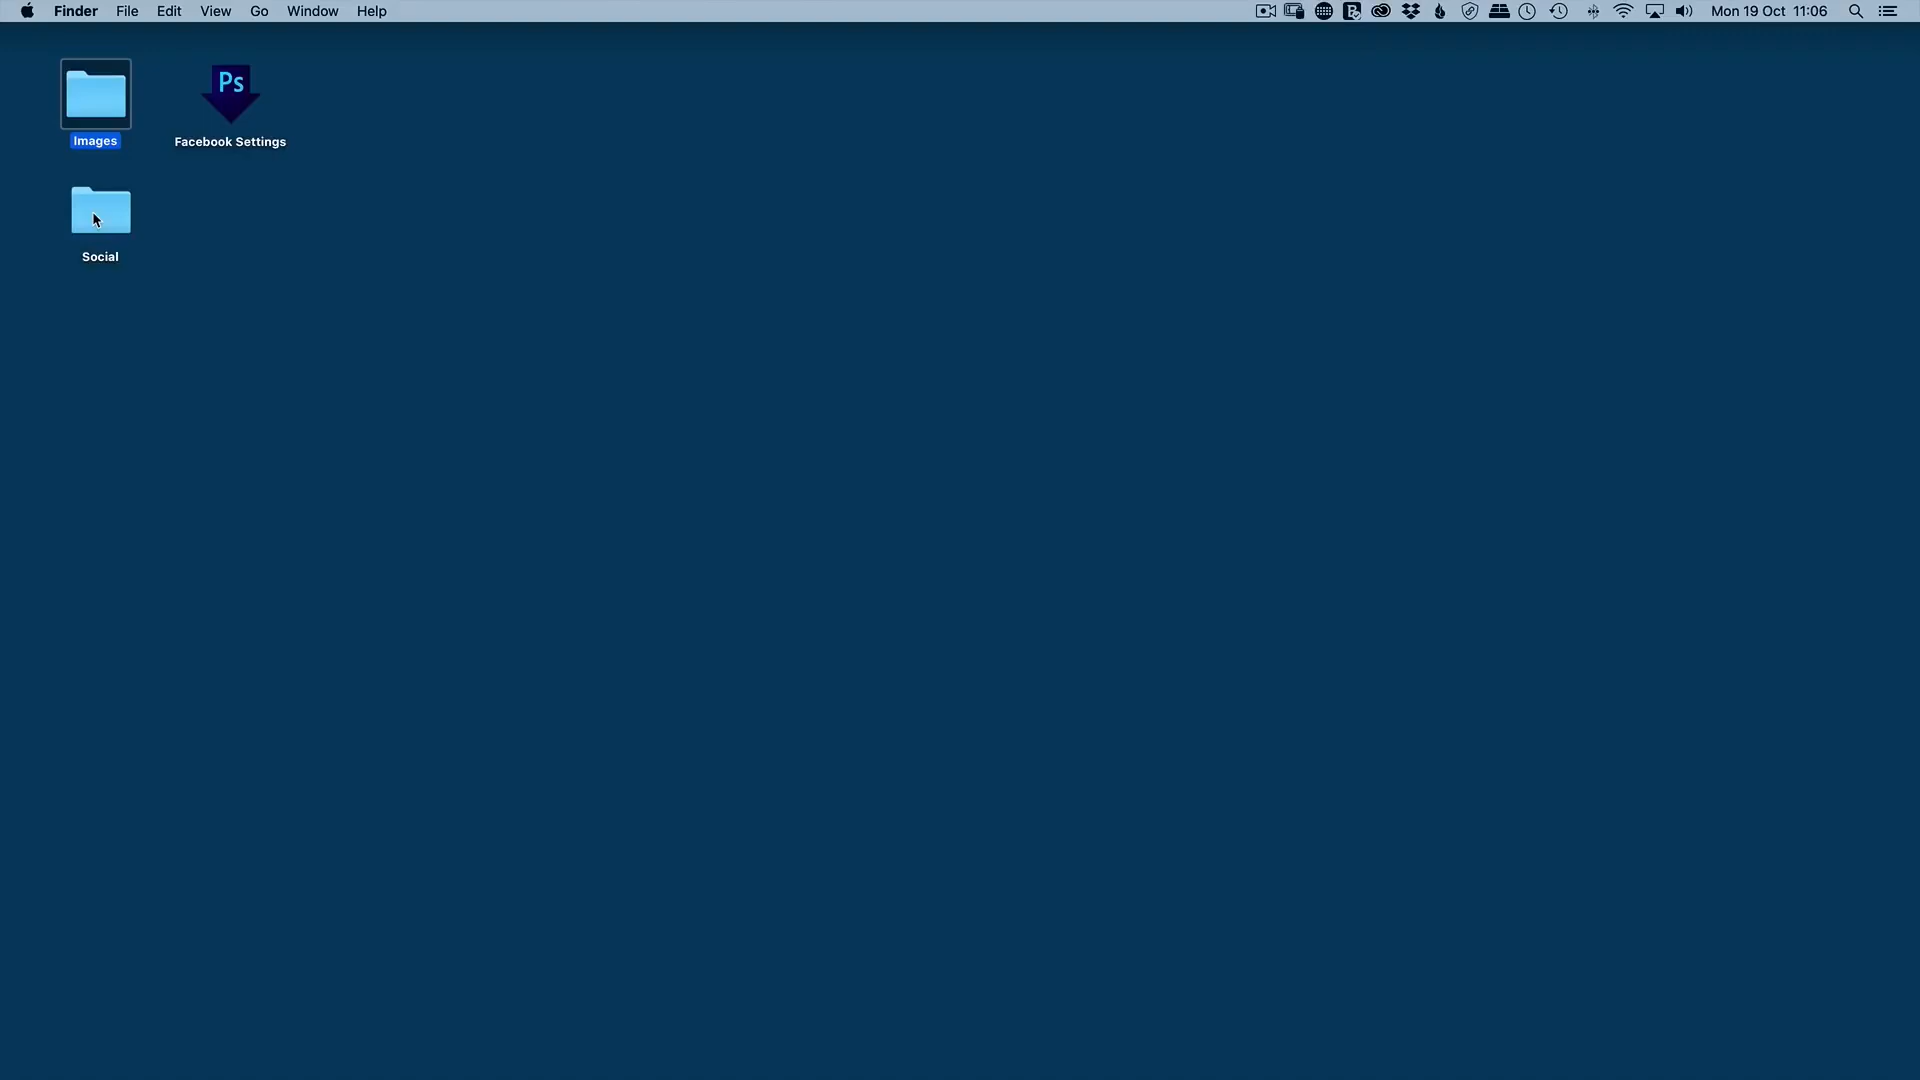 Finder File Edit View Go Window Help Mon 19 Oct 11:06
Images
Ps
Facebook Settings
Social